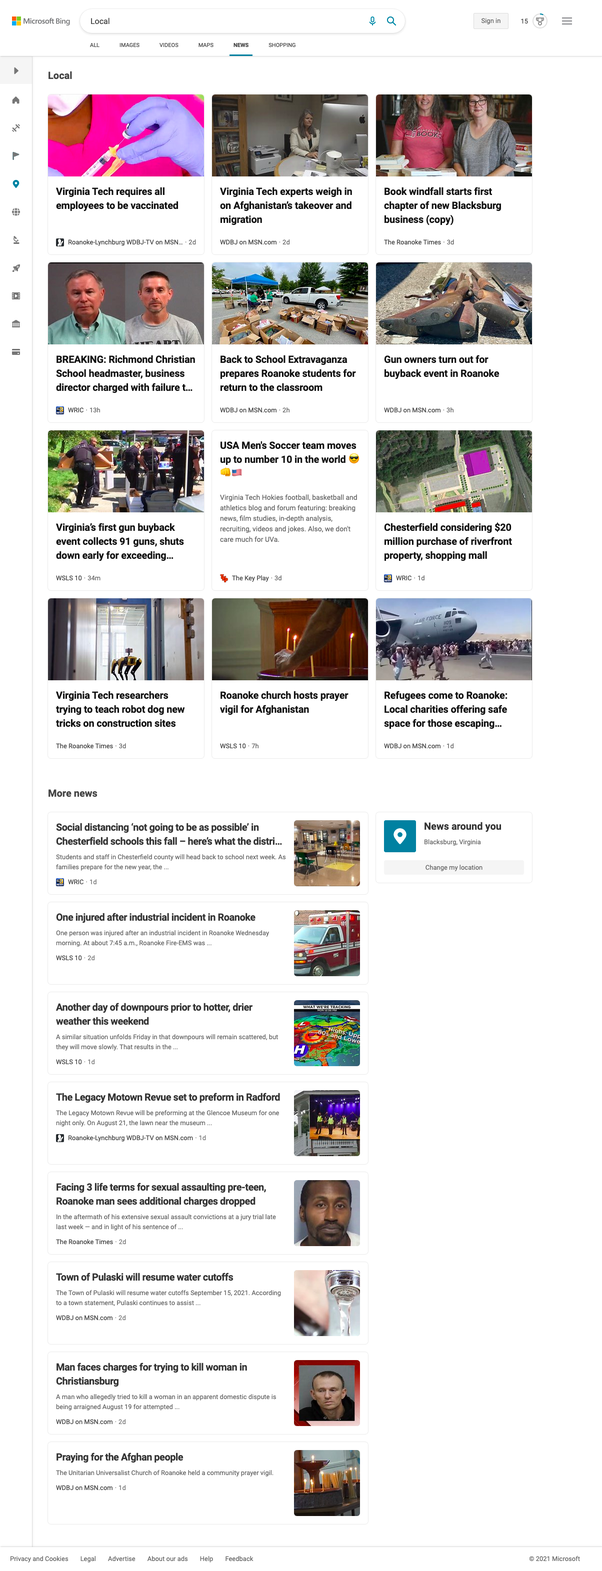 Microsoft Bing
Local
Sign in
15
ALL
IMAGES
VIDEOS
MAPS
NEWS
SHOPPING
Local
Virginia Tech requires all
employees to be vaccinated
Roanoke-Lynchburg WDBJ-TV on MSN... · 2d
Virginia Tech experts weigh in
on Afghanistan's takeover and
migration
WDBJ on MSN.com · 2d
Book windfall starts first
chapter of new Blacksburg
business (copy)
The Roanoke Times · 3d
BREAKING: Richmond Christian
School headmaster, business
director charged with failure t...
WRIC · 13h
Back to School Extravaganza
prepares Roanoke students for
return to the classroom
WDBJ on MSN.com · 2h
Gun owners turn out for
buyback event in Roanoke
WDBJ on MSN.com · 3h
Virginia's first gun buyback
event collects 91 guns, shuts
down early for exceeding...
WSLS 10 · 34m
USA Men's Soccer team moves
up to number 10 in the world 😎
👊🇺🇸
Virginia Tech Hokies football, basketball and
athletics blog and forum featuring: breaking
news, film studies, in-depth analysis,
recruiting, videos and jokes. Also, we don't
care much for UVa.
The Key Play · 3d
Chesterfield considering $20
million purchase of riverfront
property, shopping mall
WRIC · 1d
Virginia Tech researchers
trying to teach robot dog new
tricks on construction sites
The Roanoke Times · 3d
Roanoke church hosts prayer
vigil for Afghanistan
WSLS 10 · 7h
Refugees come to Roanoke:
Local charities offering safe
space for those escaping...
WDBJ on MSN.com · 1d
More news
Social distancing 'not going to be as possible' in
Chesterfield schools this fall – here's what the distri...
Students and staff in Chesterfield county will head back to school next week. As
families prepare for the new year, the ...
WRIC · 1d
News around you
Blacksburg, Virginia
Change my location
One injured after industrial incident in Roanoke
One person was injured after an industrial incident in Roanoke Wednesday
morning. At about 7:45 a.m., Roanoke Fire-EMS was ...
WSLS 10 · 2d
Another day of downpours prior to hotter, drier
weather this weekend
A similar situation unfolds Friday in that downpours will remain scattered, but
they will move slowly. That results in the ...
WSLS 10 · 1d
WHAT WE'RE TRACKING
The Legacy Motown Revue set to preform in Radford
The Legacy Motown Revue will be preforming at the Glencoe Museum for one
night only. On August 21, the lawn near the museum ...
Roanoke-Lynchburg WDBJ-TV on MSN.com · 1d
Facing 3 life terms for sexual assaulting pre-teen,
Roanoke man sees additional charges dropped
In the aftermath of his extensive sexual assault convictions at a jury trial late
last week — and in light of his sentence of ...
The Roanoke Times · 2d
Town of Pulaski will resume water cutoffs
The Town of Pulaski will resume water cutoffs September 15, 2021. According
to a town statement, Pulaski continues to assist ...
WDBJ on MSN.com · 2d
Man faces charges for trying to kill woman in
Christiansburg
A man who allegedly tried to kill a woman in an apparent domestic dispute is
being arraigned August 19 for attempted ...
WDBJ on MSN.com · 2d
Praying for the Afghan people
The Unitarian Universalist Church of Roanoke held a community prayer vigil.
WDBJ on MSN.com · 1d
Privacy and Cookies
Legal
Advertise
About our ads
Help
Feedback
© 2021 Microsoft